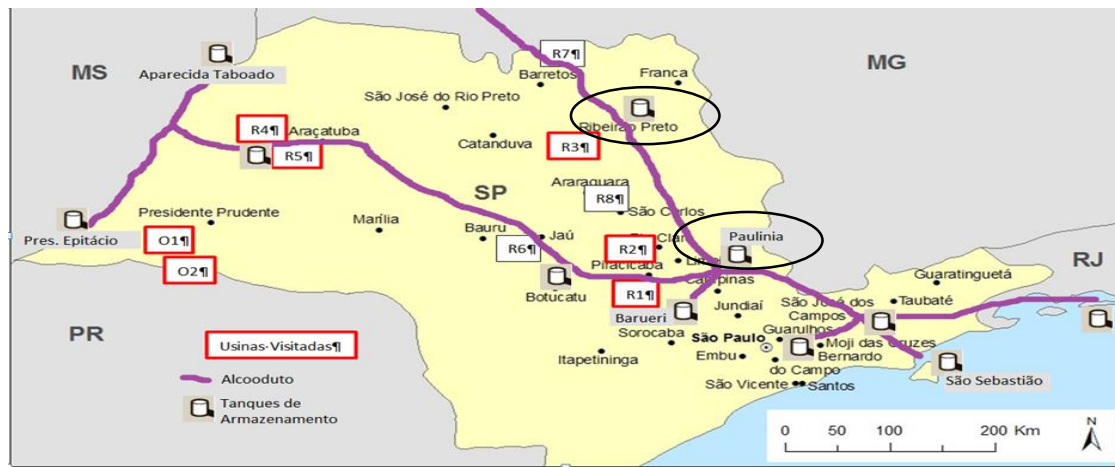 R7¶
MS
MG
Aparecida Taboado
Barretos
Franca
São José do Rio Preto
Ribeirão Preto
R4¶
Araçatuba
R3¶
Catanduva
R5¶
Araraquara
SP
R8¶
São Carlos
Presidente Prudente
Marília
Pres. Epitácio
O1¶
Bauru
Jaú
R6¶
R2¶
Paulinia
O2¶
Piracicaba
Campinas
Guaratinguetá
RJ
Botucatu
R1¶
Barueri
Jundiaí
São José dos
Campos
Taubaté
PR
Sorocaba
Guarulhos
São Paulo
Moji das Cruzes
Usinas-Visitadas¶
Itapetininga
Embu
Bernardo
do Campo
São Sebastião
Alcooduto
São Vicente
Santos
Tanques de
Armazenamento
0 50 100 200 Km
N